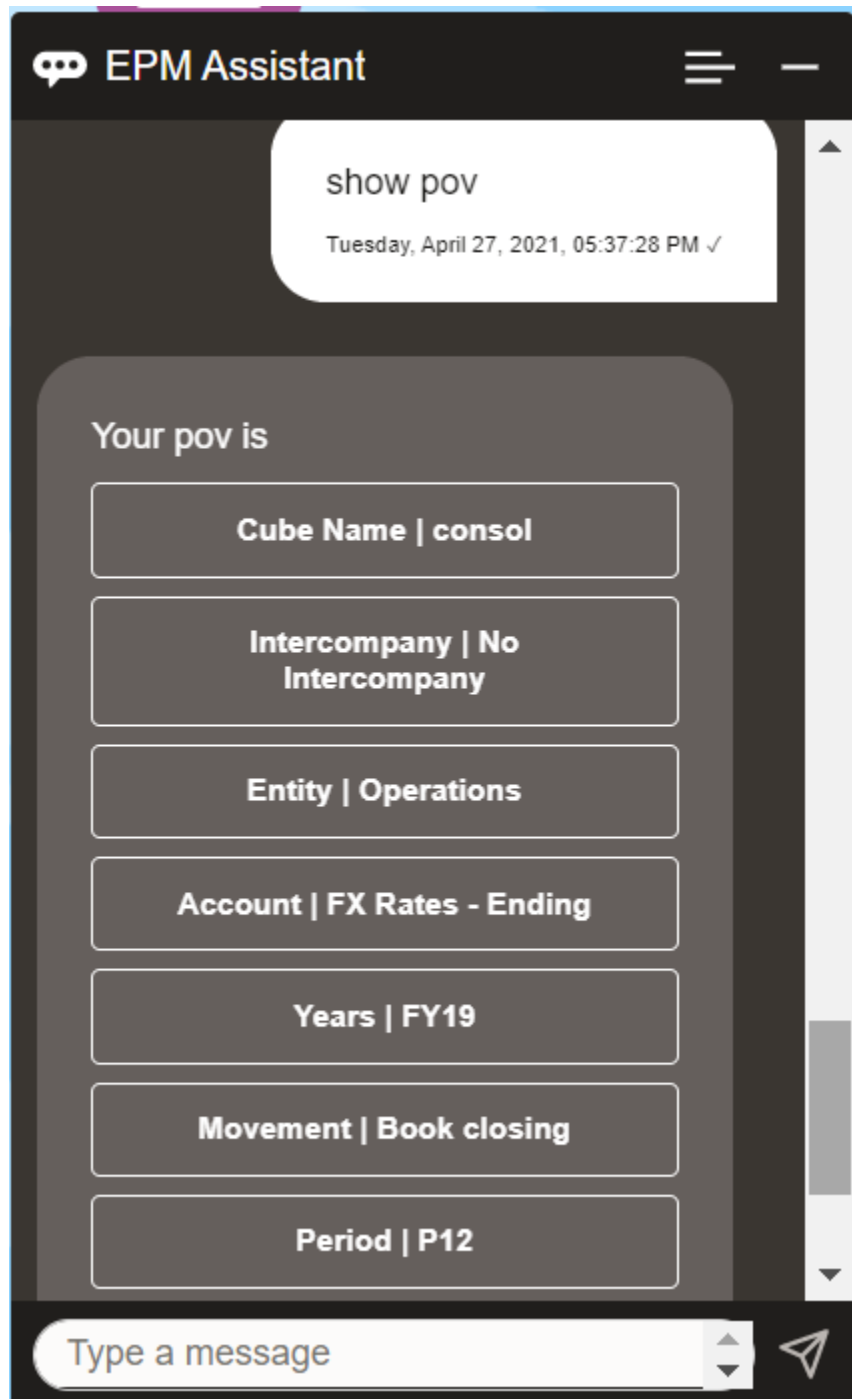 EPM Assistant
show pov
Tuesday, April 27, 2021, 05:37:28 PM ✓
Your pov is
Cube Name | consol
Intercompany | No
Intercompany
Entity | Operations
Account | FX Rates - Ending
Years | FY19
Movement | Book closing
Period | P12
Type a message